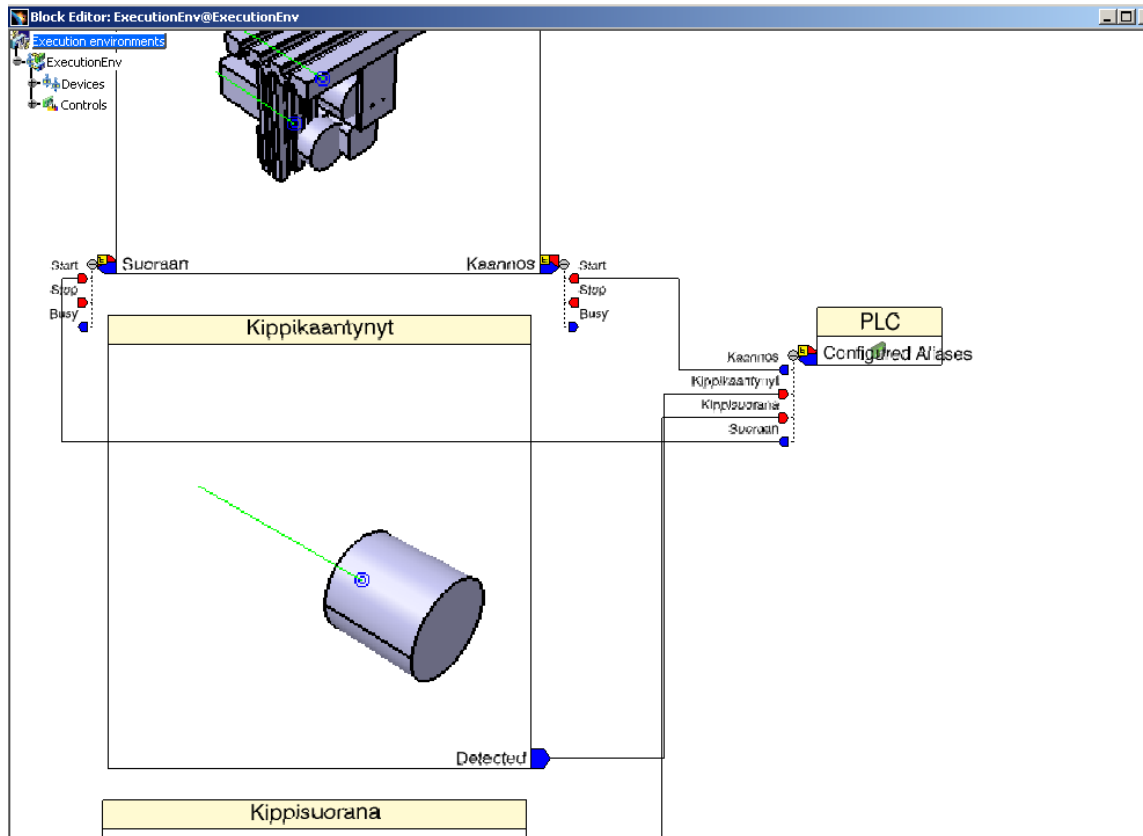 Block Editor: ExecutionEnv@ExecutionEnv
Execution environments
ExecutionEnv
Devices
Controls
Suoraan
Kaannos
Start
Stop
Busy
Start
Stop
Busy
Kippikaantynyt
Detected
Kippisuorana
PLC
Configured Aliases
Kaannos
Kippikaantynyt
Kippisuorana
Suoraan